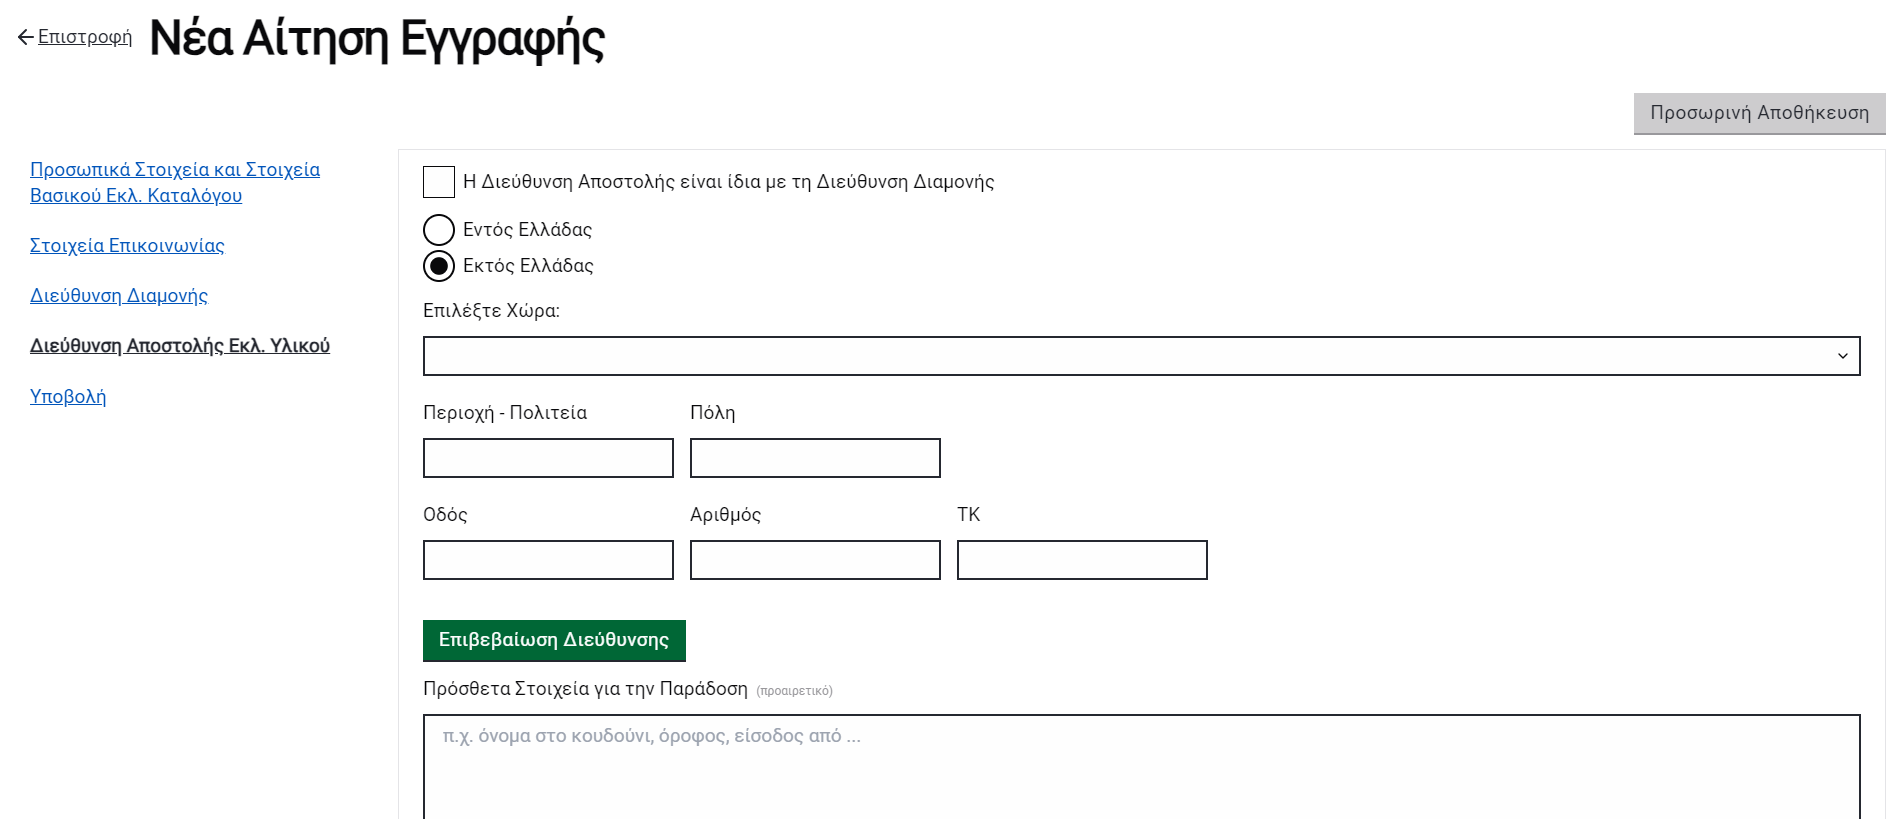 Επιστροφή
Νέα Αίτηση Εγγραφής
Προσωρινή Αποθήκευση
Προσωπικά Στοιχεία και Στοιχεία
Βασικού Εκλ. Καταλόγου
Στοιχεία Επικοινωνίας
Διεύθυνση Διαμονής
Διεύθυνση Αποστολής Εκλ. Υλικού
Υποβολή
Η Διεύθυνση Αποστολής είναι ίδια με τη Διεύθυνση Διαμονής
Εντός Ελλάδας
Εκτός Ελλάδας
Επιλέξτε Χώρα:
Περιοχή - Πολιτεία Πόλη
Οδός Αριθμός ΤΚ
Επιβεβαίωση Διεύθυνσης
Πρόσθετα Στοιχεία για την Παράδοση (προαιρετικό)
π.χ. όνομα στο κουδούνι, όροφος, είσοδος από ...